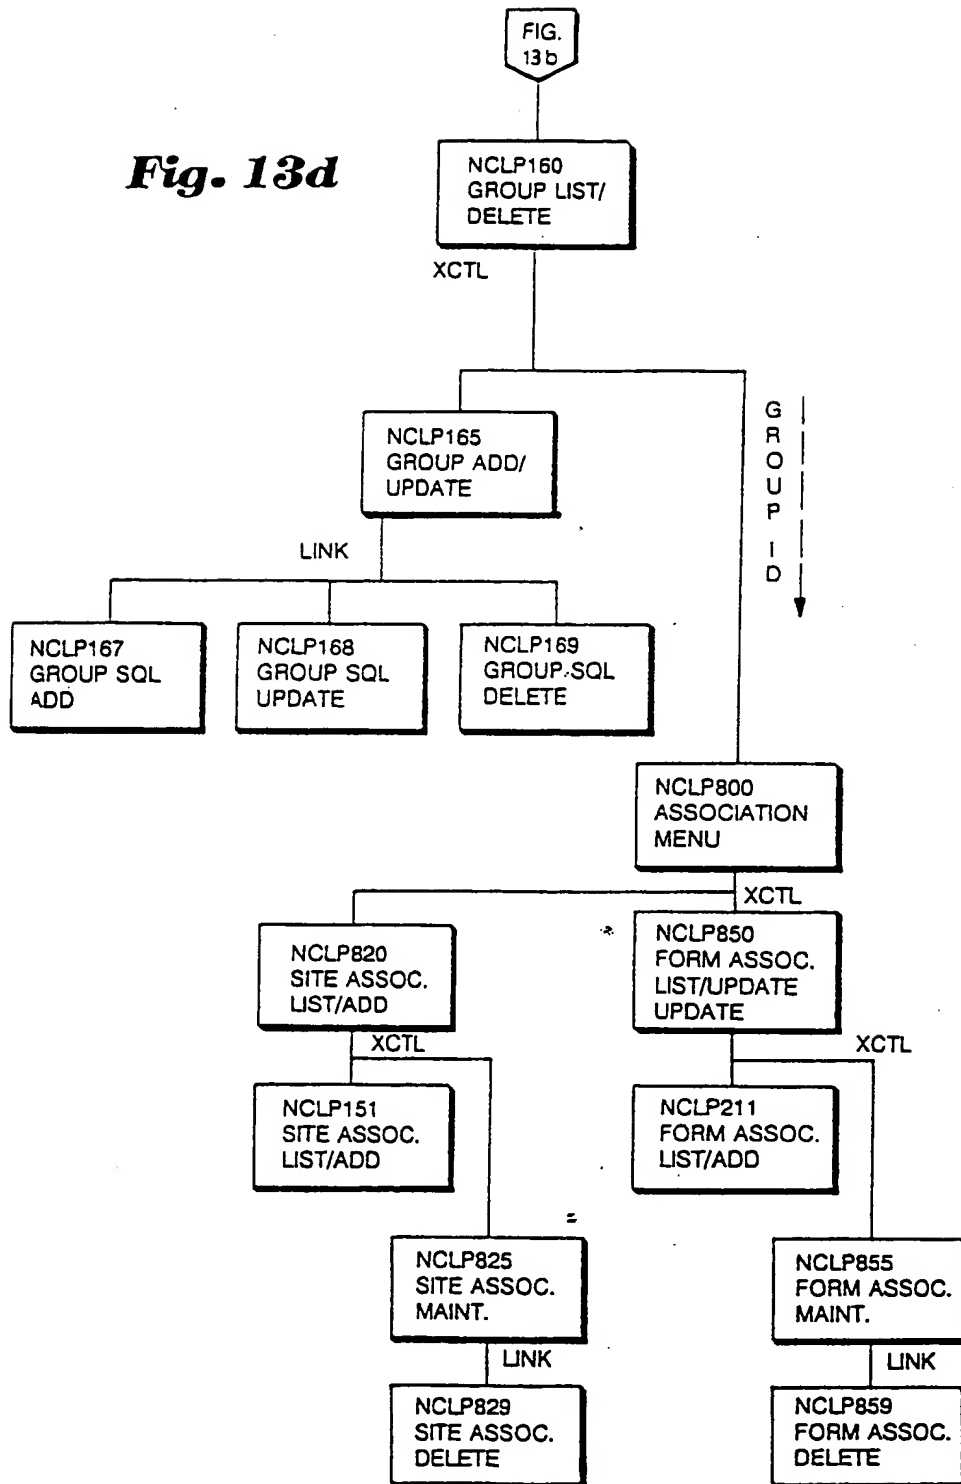 FIG.
13b
Fig. 13d
NCLP160
GROUP LIST/
DELETE
XCTL
NCLP165
GROUP ADD/
UPDATE
GROUP ID
LINK
NCLP167
GROUP SQL
ADD
NCLP168
GROUP SQL
UPDATE
NCLP169
GROUP SQL
DELETE
NCLP800
ASSOCIATION
MENU
XCTL
NCLP820
SITE ASSOC.
LIST/ADD
NCLP850
FORM ASSOC.
LIST/UPDATE
UPDATE
XCTL
XCTL
NCLP151
SITE ASSOC.
LIST/ADD
NCLP211
FORM ASSOC.
LIST/ADD
NCLP825
SITE ASSOC.
MAINT.
NCLP855
FORM ASSOC.
MAINT.
LINK
LINK
NCLP829
SITE ASSOC.
DELETE
NCLP859
FORM ASSOC.
DELETE